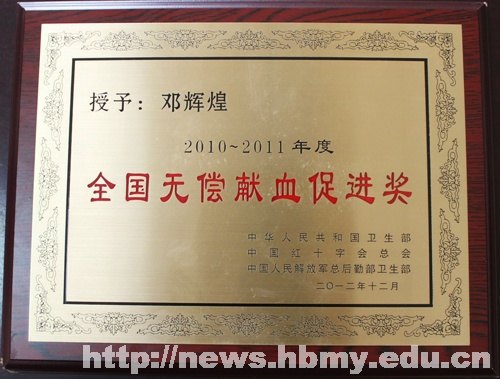 授予：邓辉煌
2010~2011年度
全国无偿献血促进奖
中华人民共和国卫生部
中国红十字会总会
中国人民解放军总后勤部卫生部
二〇一二年十二月
http://news.hbmy.edu.cn